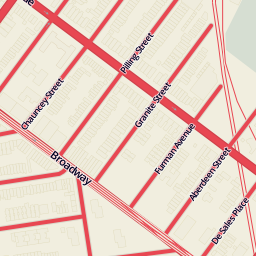 Pilling Street
Chauncey Street
Granite Street
Furman Avenue
Broadway
Aberdeen Street
De Sales Place